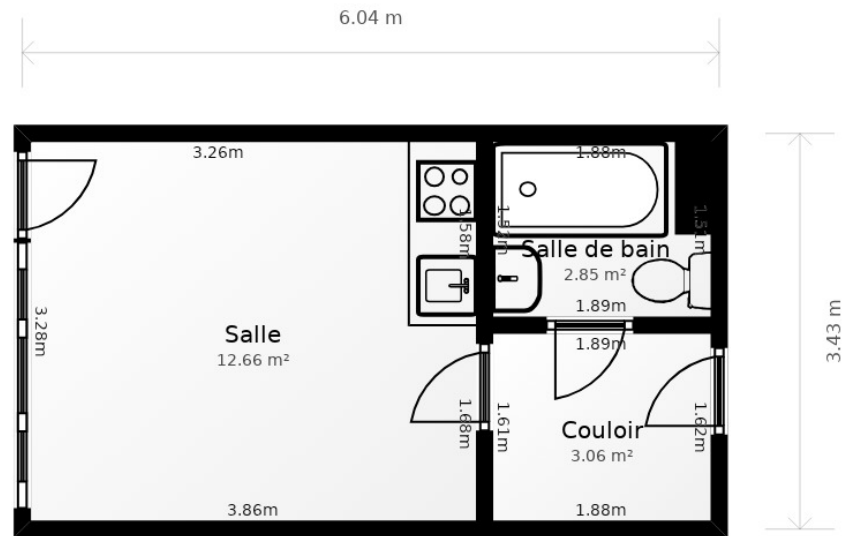 6.04 m
3.26m
1.88m
1.58m
1.52m
1.51m
Salle de bain
2.85 m²
1.89m
3.28m
Salle
12.66 m²
1.89m
3.43 m
1.68m
1.61m
Couloir
3.06 m²
1.62m
3.86m
1.88m